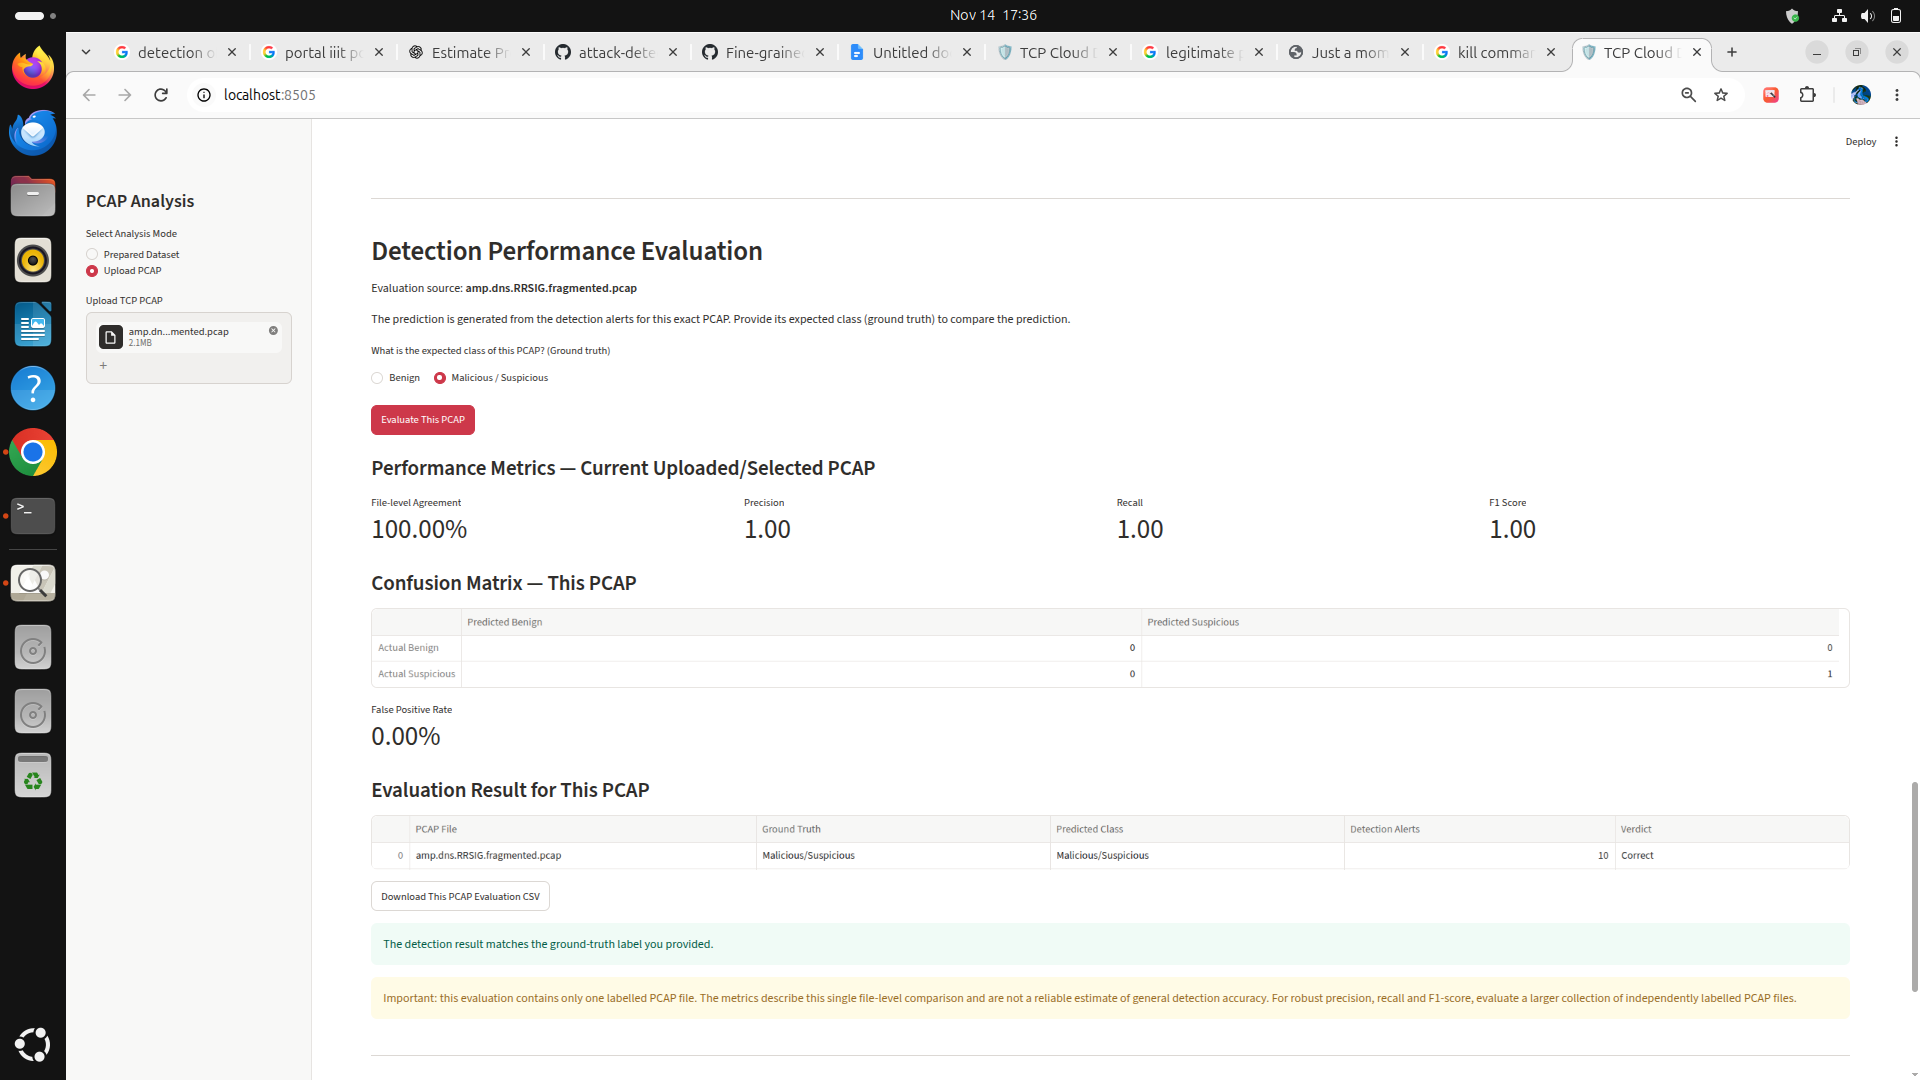 Nov 14 17:36
detection o
portal iiit p
Estimate Pr
attack-dete
Fine-graine
Untitled do
TCP Cloud
legitimate
Just a mom
kill comma
TCP Cloud
localhost:8505
Deploy
PCAP Analysis
Select Analysis Mode
Prepared Dataset
Upload PCAP
Upload TCP PCAP
amp.dn...mented.pcap
2.1MB
+
Detection Performance Evaluation
Evaluation source: amp.dns.RRSIG.fragmented.pcap
The prediction is generated from the detection alerts for this exact PCAP. Provide its expected class (ground truth) to compare the prediction.
What is the expected class of this PCAP? (Ground truth)
Benign Malicious / Suspicious
Evaluate This PCAP
Performance Metrics — Current Uploaded/Selected PCAP
File-level Agreement Precision Recall F1 Score
100.00% 1.00 1.00 1.00
Confusion Matrix — This PCAP
Predicted Benign Predicted Suspicious
Actual Benign 0 0
Actual Suspicious 0 1
False Positive Rate
0.00%
Evaluation Result for This PCAP
PCAP File Ground Truth Predicted Class Detection Alerts Verdict
0 amp.dns.RRSIG.fragmented.pcap Malicious/Suspicious Malicious/Suspicious 10 Correct
Download This PCAP Evaluation CSV
The detection result matches the ground-truth label you provided.
Important: this evaluation contains only one labelled PCAP file. The metrics describe this single file-level comparison and are not a reliable estimate of general detection accuracy. For robust precision, recall and F1-score, evaluate a larger collection of independently labelled PCAP files.